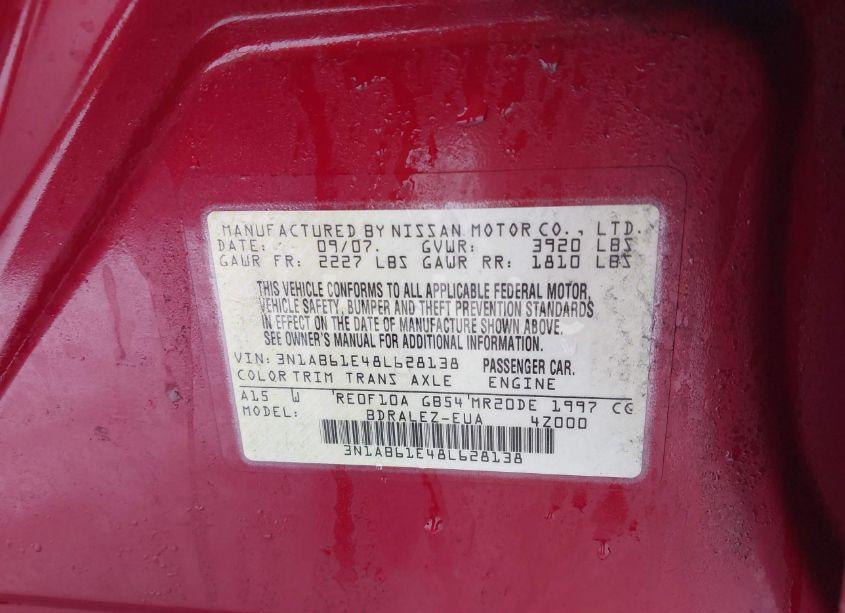 MANUFACTURED BY NISSAN MOTOR CO., LTD.
DATE: 09/07. GVWR: 3920 LBS
GAWR FR: 2227 LBS GAWR RR: 1810 LBS
THIS VEHICLE CONFORMS TO ALL APPLICABLE FEDERAL MOTOR,
VEHICLE SAFETY, BUMPER AND THEFT PREVENTION STANDARDS
IN EFFECT ON THE DATE OF MANUFACTURE SHOWN ABOVE.
SEE OWNER'S MANUAL FOR ADDITIONAL INFORMATION.
VIN: 3N1AB61E48L628138 PASSENGER CAR.
COLOR TRIM TRANS AXLE ENGINE
A15 W RE0F10A GB54 MR20DE 1997 CC
MODEL: BDRALEZ-EUA 4Z000
3N1AB61E48L628138